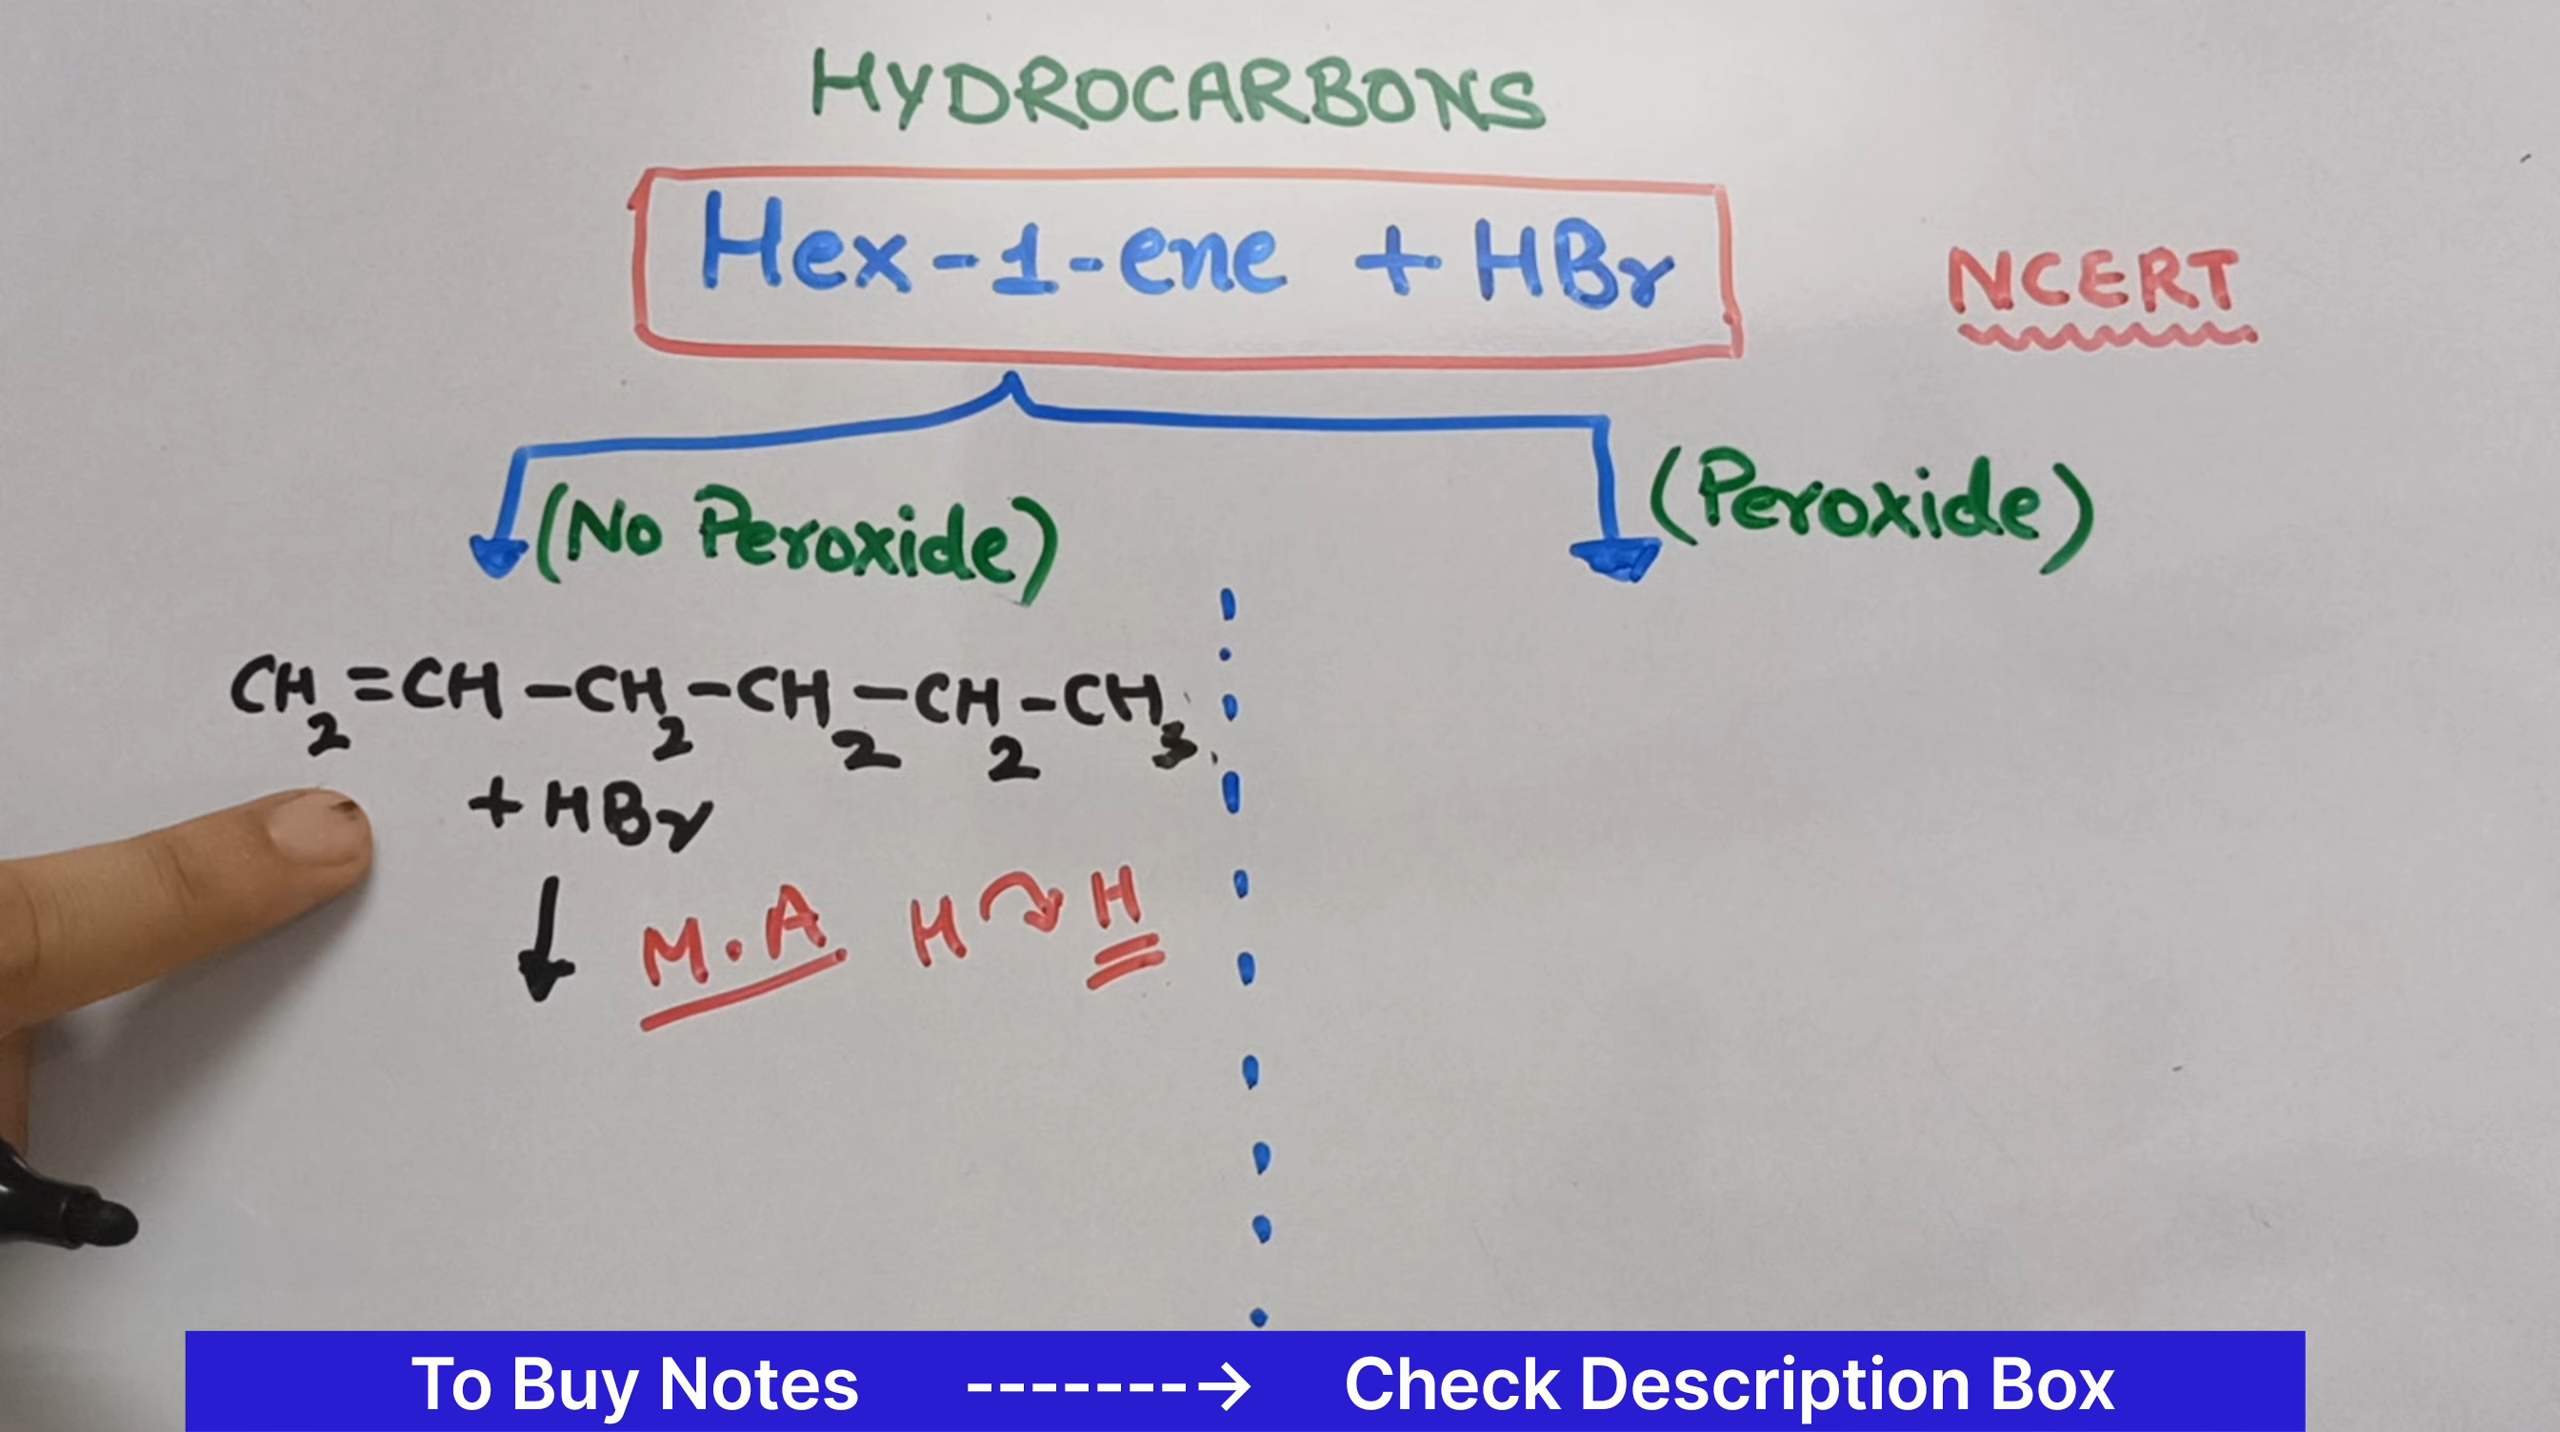 HYDROCARBONS
Hex-1-ene + HBr
NCERT
(No Peroxide)
(Peroxide)
CH2=CH-CH2-CH2-CH2-CH3
+ HBr
M.A H H
To Buy Notes -------→ Check Description Box